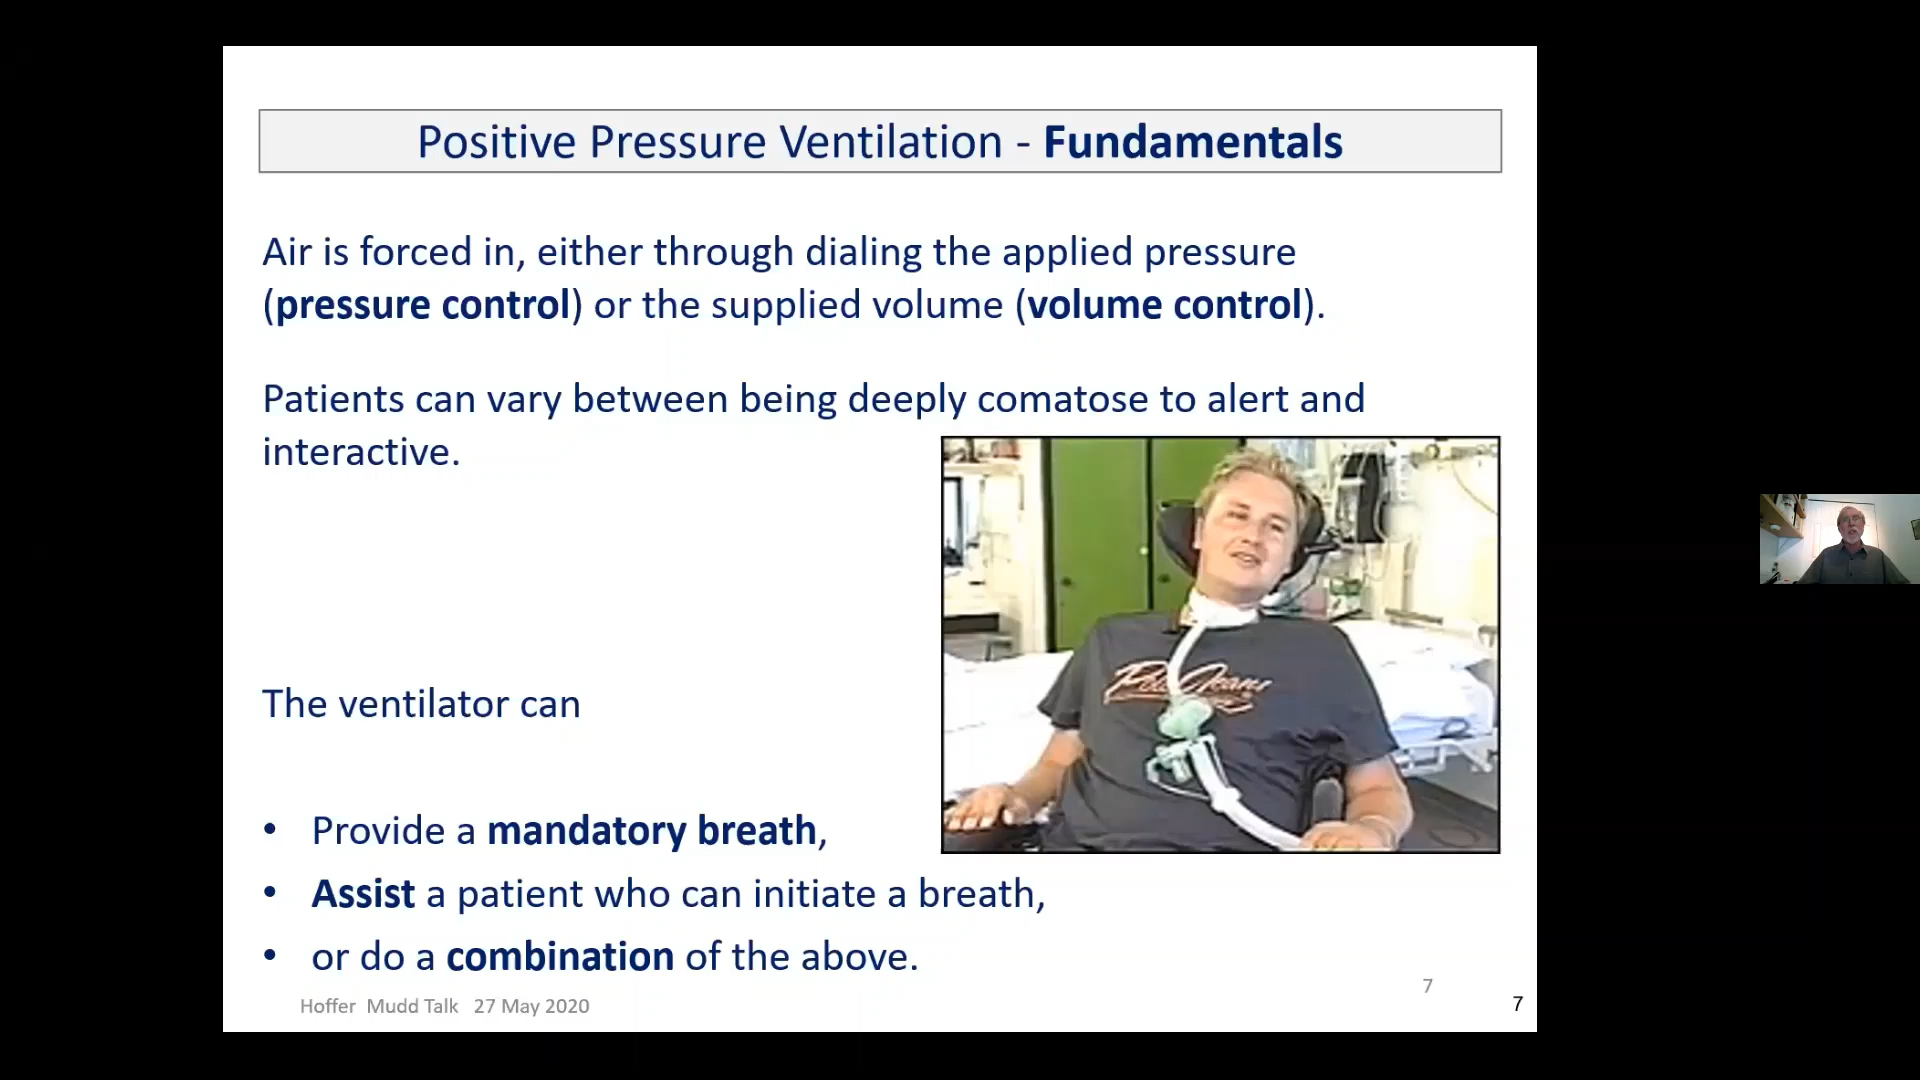 Positive Pressure Ventilation - Fundamentals
Air is forced in, either through dialing the applied pressure
(pressure control) or the supplied volume (volume control).
Patients can vary between being deeply comatose to alert and
interactive.
The ventilator can
• Provide a mandatory breath,
• Assist a patient who can initiate a breath,
• or do a combination of the above.
Hoffer Mudd Talk 27 May 2020
7
7